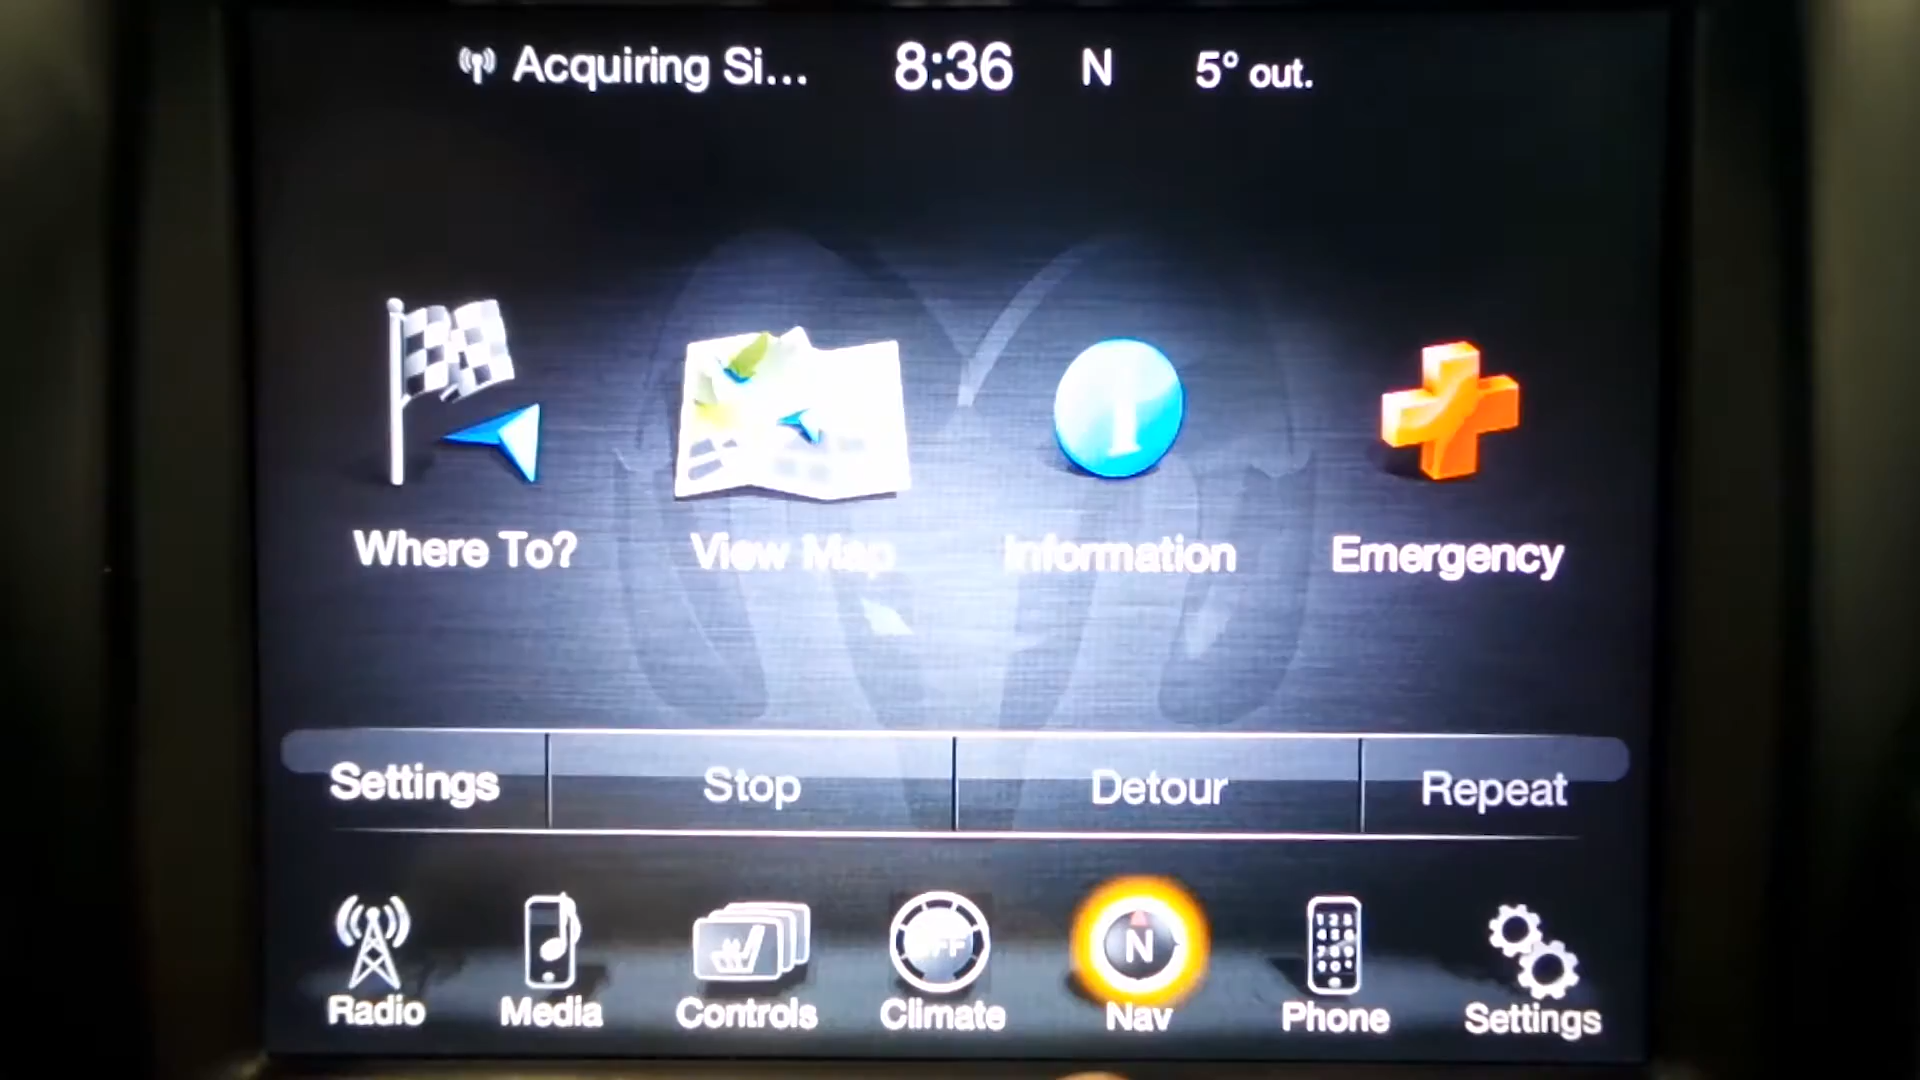 Acquiring Si... 8:36 N 5° out.
Where To? View Map Information Emergency
Settings Stop Detour Repeat
OFF N
Radio Media Controls Climate Nav Phone Settings